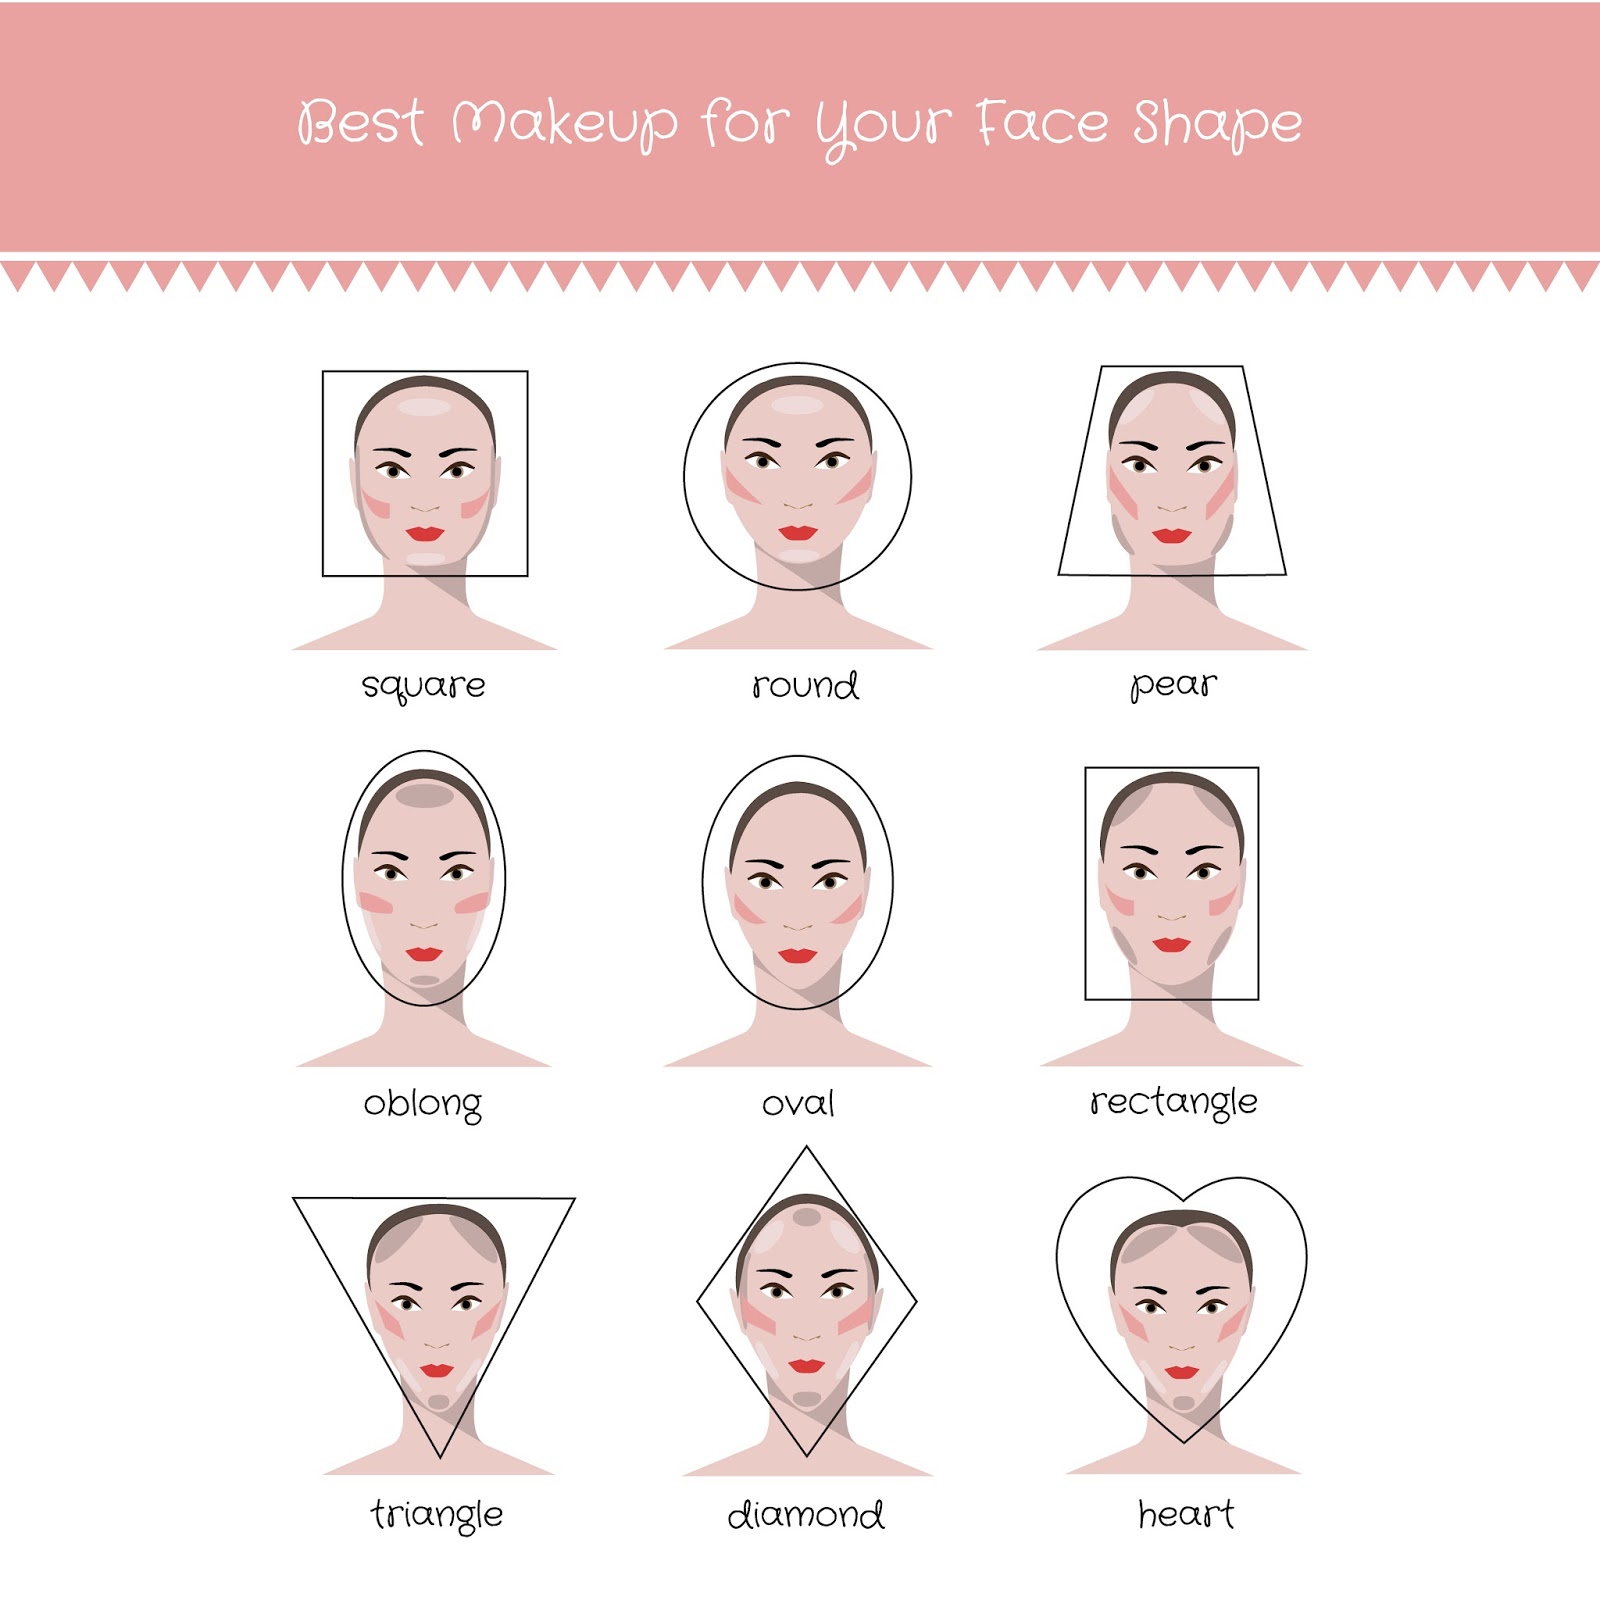 Best Makeup for Your Face Shape
square
round
pear
oblong
oval
rectangle
triangle
diamond
heart